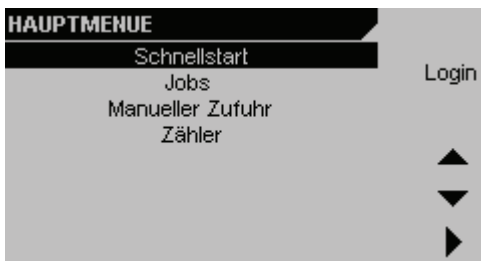 HAUPTMENUE
Schnellstart
Jobs
Manueller Zufuhr
Zähler
Login